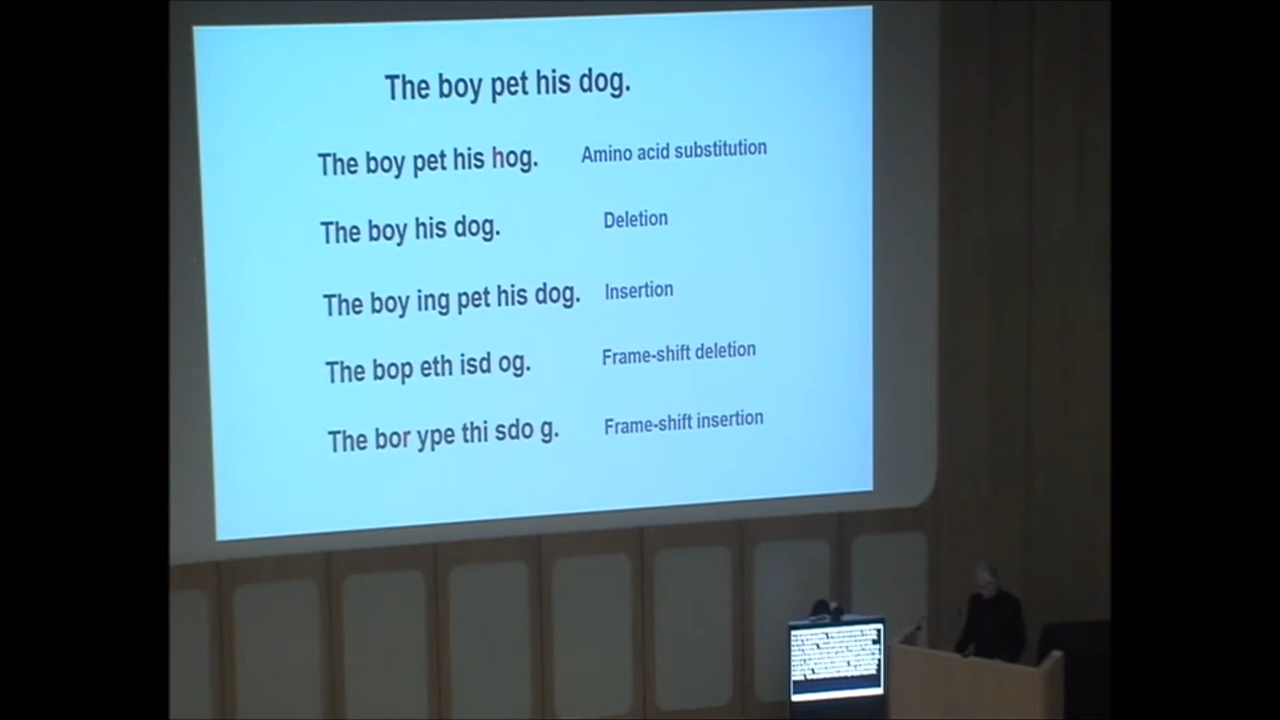 The boy pet his dog.
The boy pet his hog. Amino acid substitution
The boy his dog. Deletion
The boy ing pet his dog. Insertion
The bop eth isd og. Frame-shift deletion
The bor ype thi sdo g. Frame-shift insertion